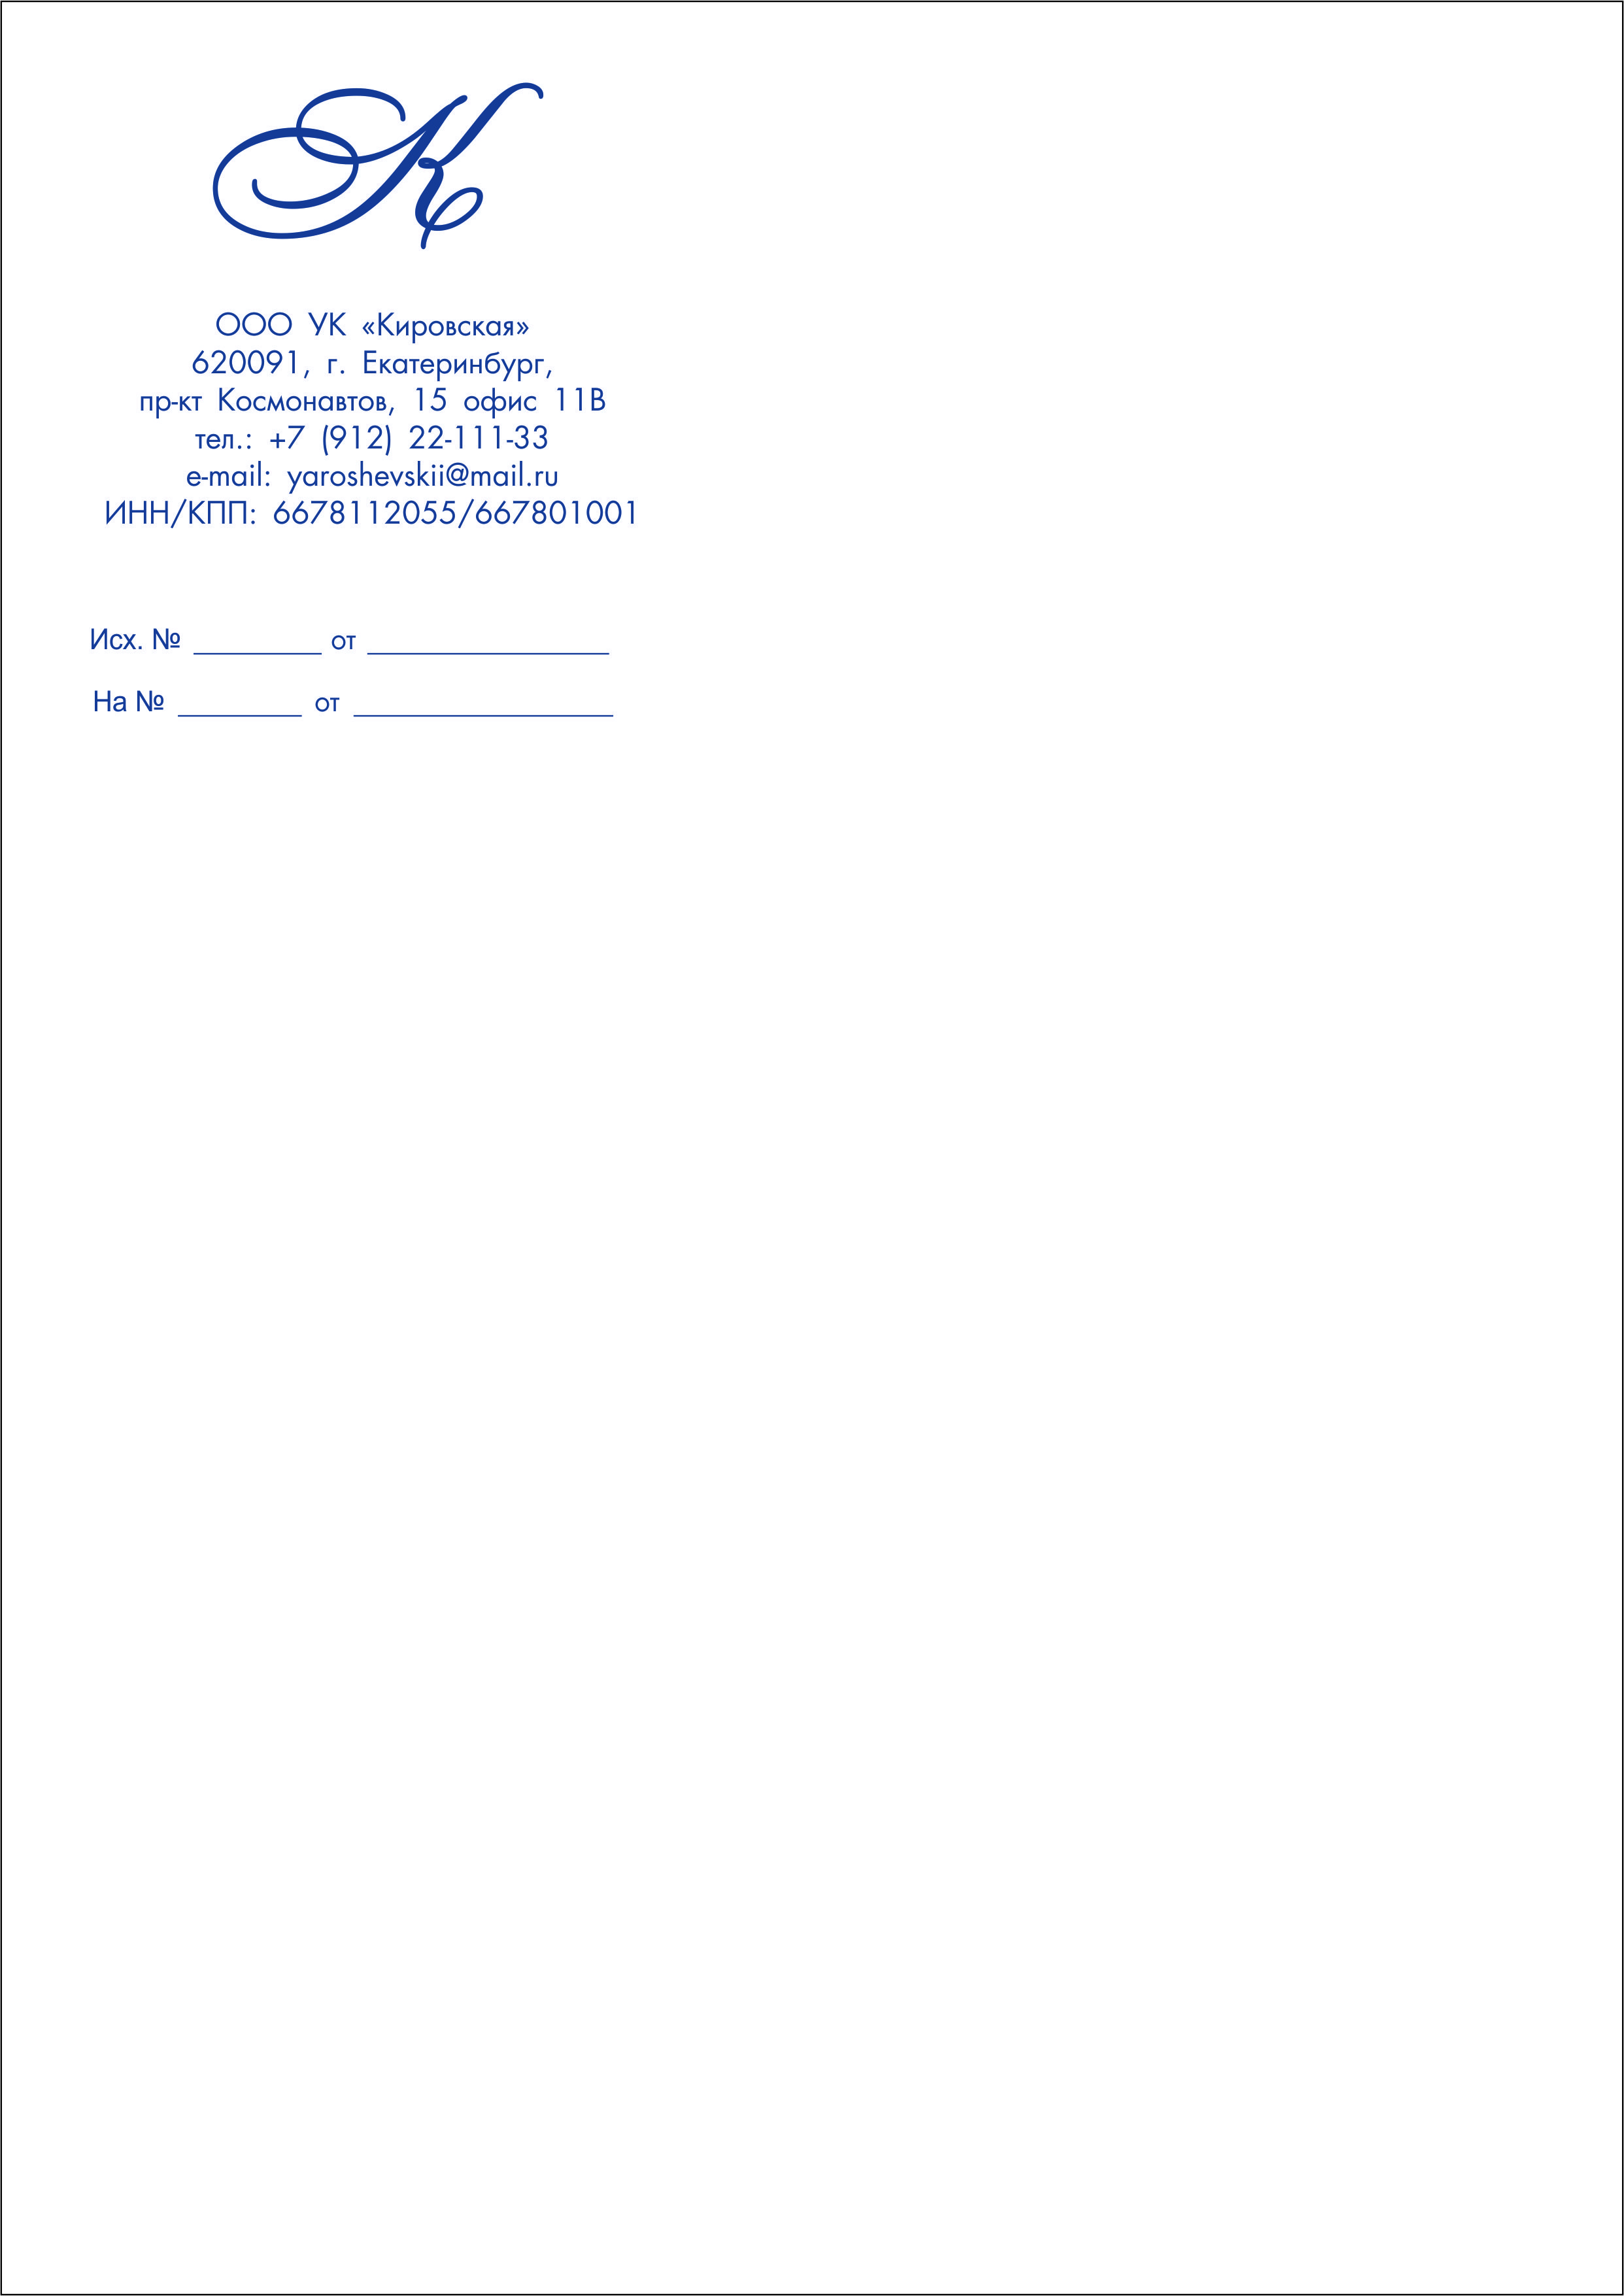 К
ООО УК «Кировская»
620091, г. Екатеринбург,
пр-кт Космонавтов, 15 офис 11В
тел.: +7 (912) 22-111-33
e-mail: yaroshevskii@mail.ru
ИНН/КПП: 6678112055/667801001
Исх. № ________ от _______________
На № ________ от ________________